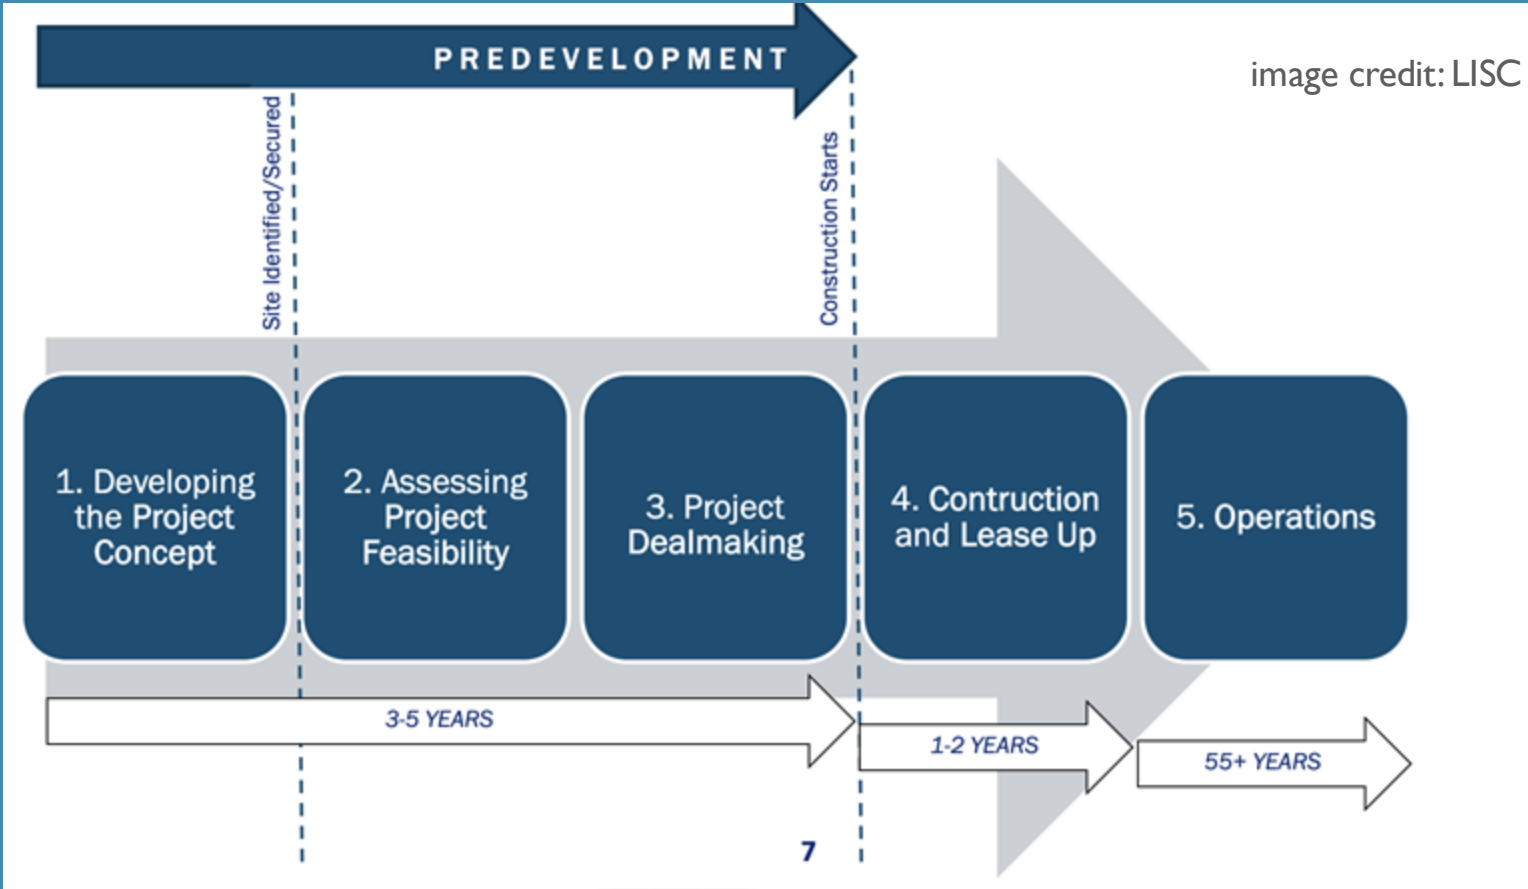 PREDEVELOPMENT
image credit: LISC
Site Identified/Secured
Construction Starts
1. Developing
the Project
Concept
2. Assessing
Project
Feasibility
3. Project
Dealmaking
4. Contruction
and Lease Up
5. Operations
3-5 YEARS
1-2 YEARS
55+ YEARS
7